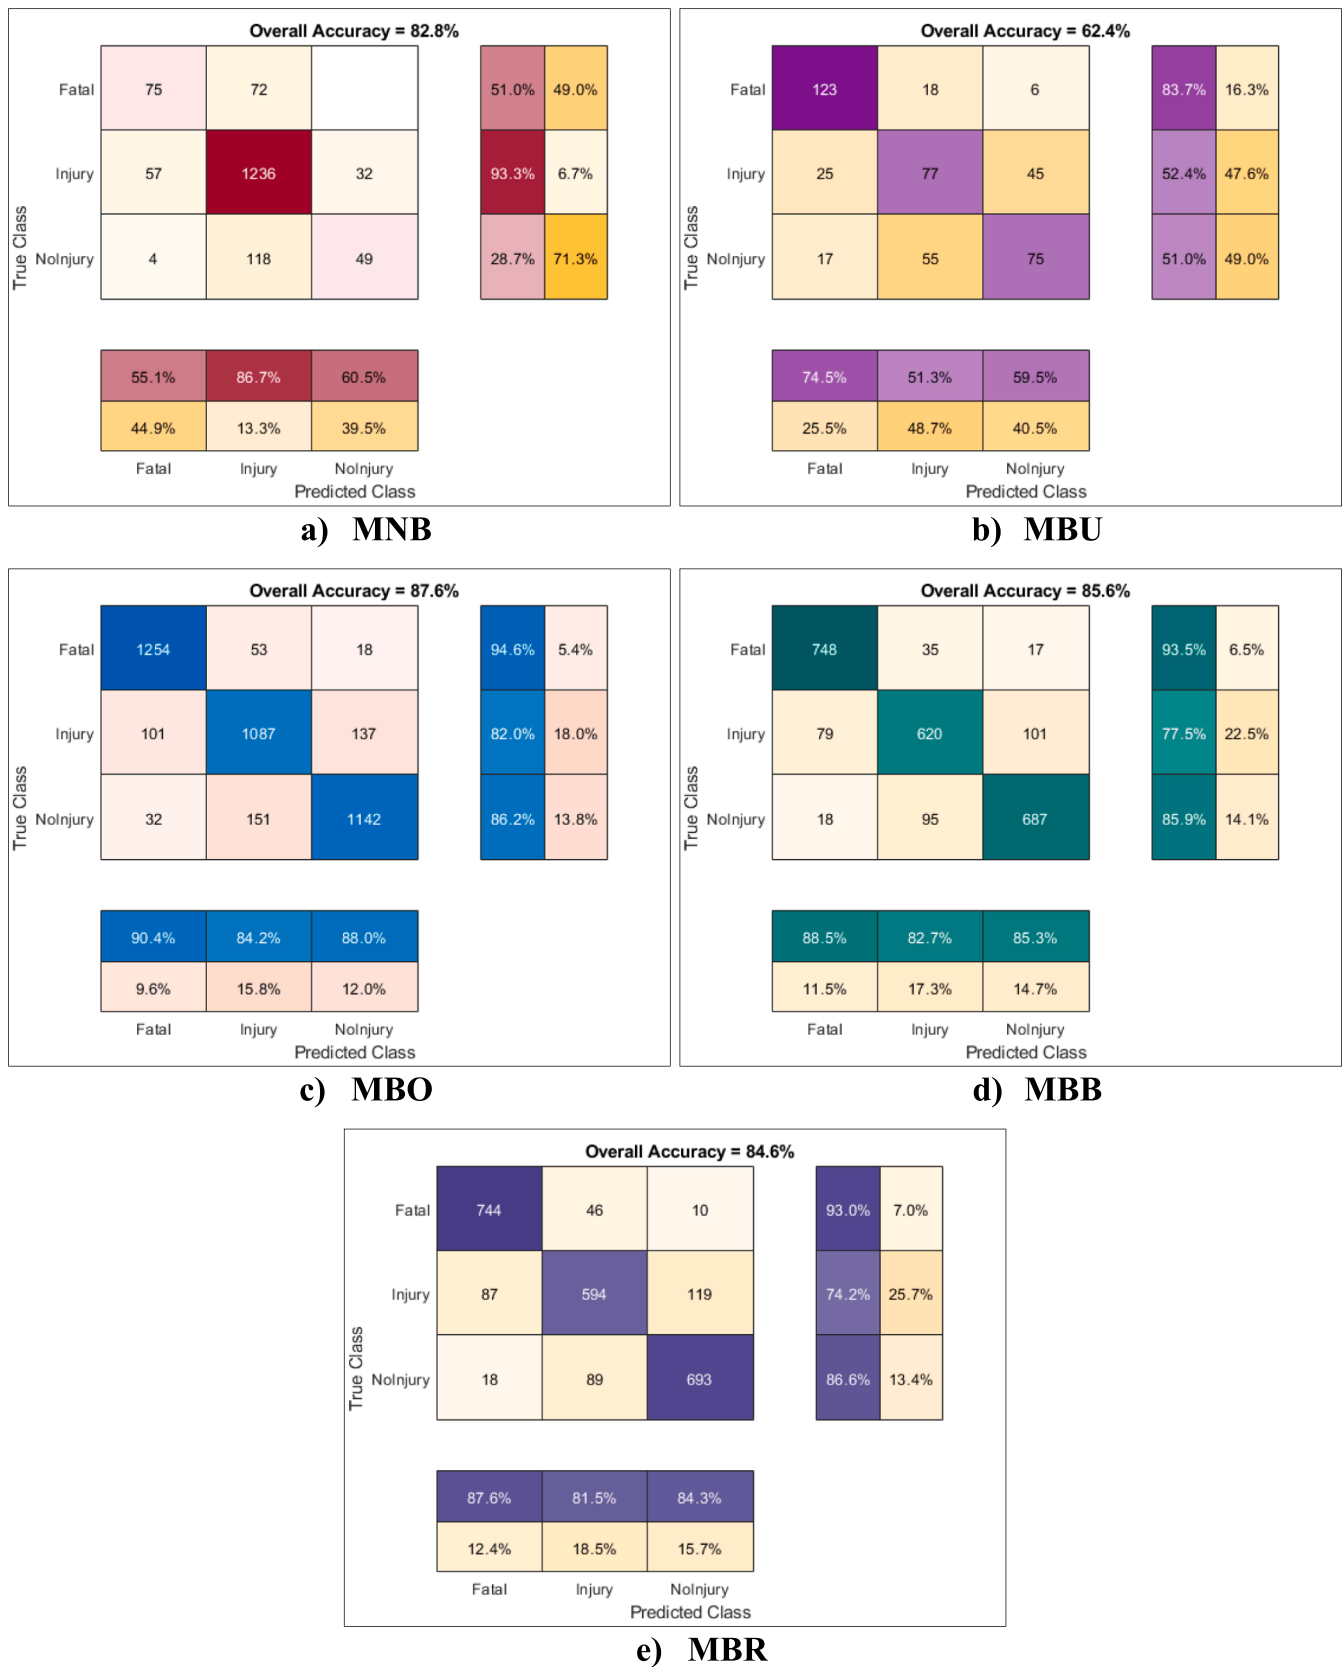 Overall Accuracy = 82.8%
Fatal 75 72 51.0% 49.0%
Injury 57 1236 32 93.3% 6.7%
NoInjury 4 118 49 28.7% 71.3%
True Class
55.1% 86.7% 60.5%
44.9% 13.3% 39.5%
Fatal Injury NoInjury
Predicted Class
a) MNB
Overall Accuracy = 62.4%
Fatal 123 18 6 83.7% 16.3%
Injury 25 77 45 52.4% 47.6%
NoInjury 17 55 75 51.0% 49.0%
True Class
74.5% 51.3% 59.5%
25.5% 48.7% 40.5%
Fatal Injury NoInjury
Predicted Class
b) MBU
Overall Accuracy = 87.6%
Fatal 1254 53 18 94.6% 5.4%
Injury 101 1087 137 82.0% 18.0%
NoInjury 32 151 1142 86.2% 13.8%
True Class
90.4% 84.2% 88.0%
9.6% 15.8% 12.0%
Fatal Injury NoInjury
Predicted Class
c) MBO
Overall Accuracy = 85.6%
Fatal 748 35 17 93.5% 6.5%
Injury 79 620 101 77.5% 22.5%
NoInjury 18 95 687 85.9% 14.1%
True Class
88.5% 82.7% 85.3%
11.5% 17.3% 14.7%
Fatal Injury NoInjury
Predicted Class
d) MBB
Overall Accuracy = 84.6%
Fatal 744 46 10 93.0% 7.0%
Injury 87 594 119 74.2% 25.7%
NoInjury 18 89 693 86.6% 13.4%
True Class
87.6% 81.5% 84.3%
12.4% 18.5% 15.7%
Fatal Injury NoInjury
Predicted Class
e) MBR